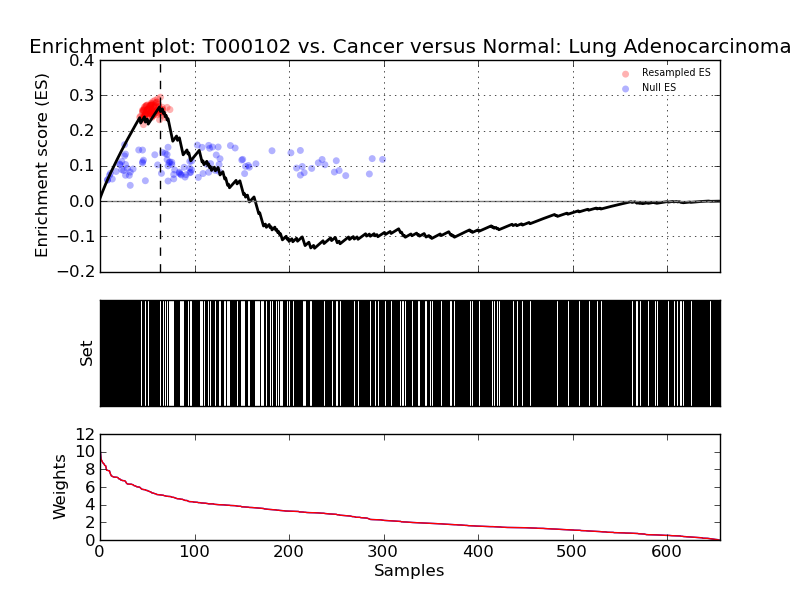 Enrichment plot: T000102 vs. Cancer versus Normal: Lung Adenocarcinoma
0.4
0.3
0.2
0.1
0.0
−0.1
−0.2
Enrichment score (ES)
Resampled ES
Null ES
Set
12
10
8
6
4
2
0
Weights
0 100 200 300 400 500 600
Samples